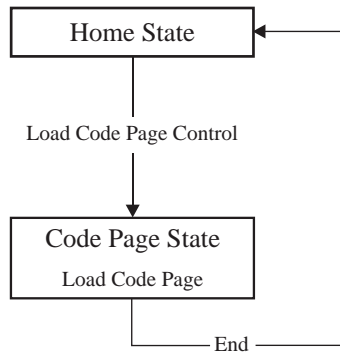 Home State
Load Code Page Control
Code Page State
Load Code Page
End